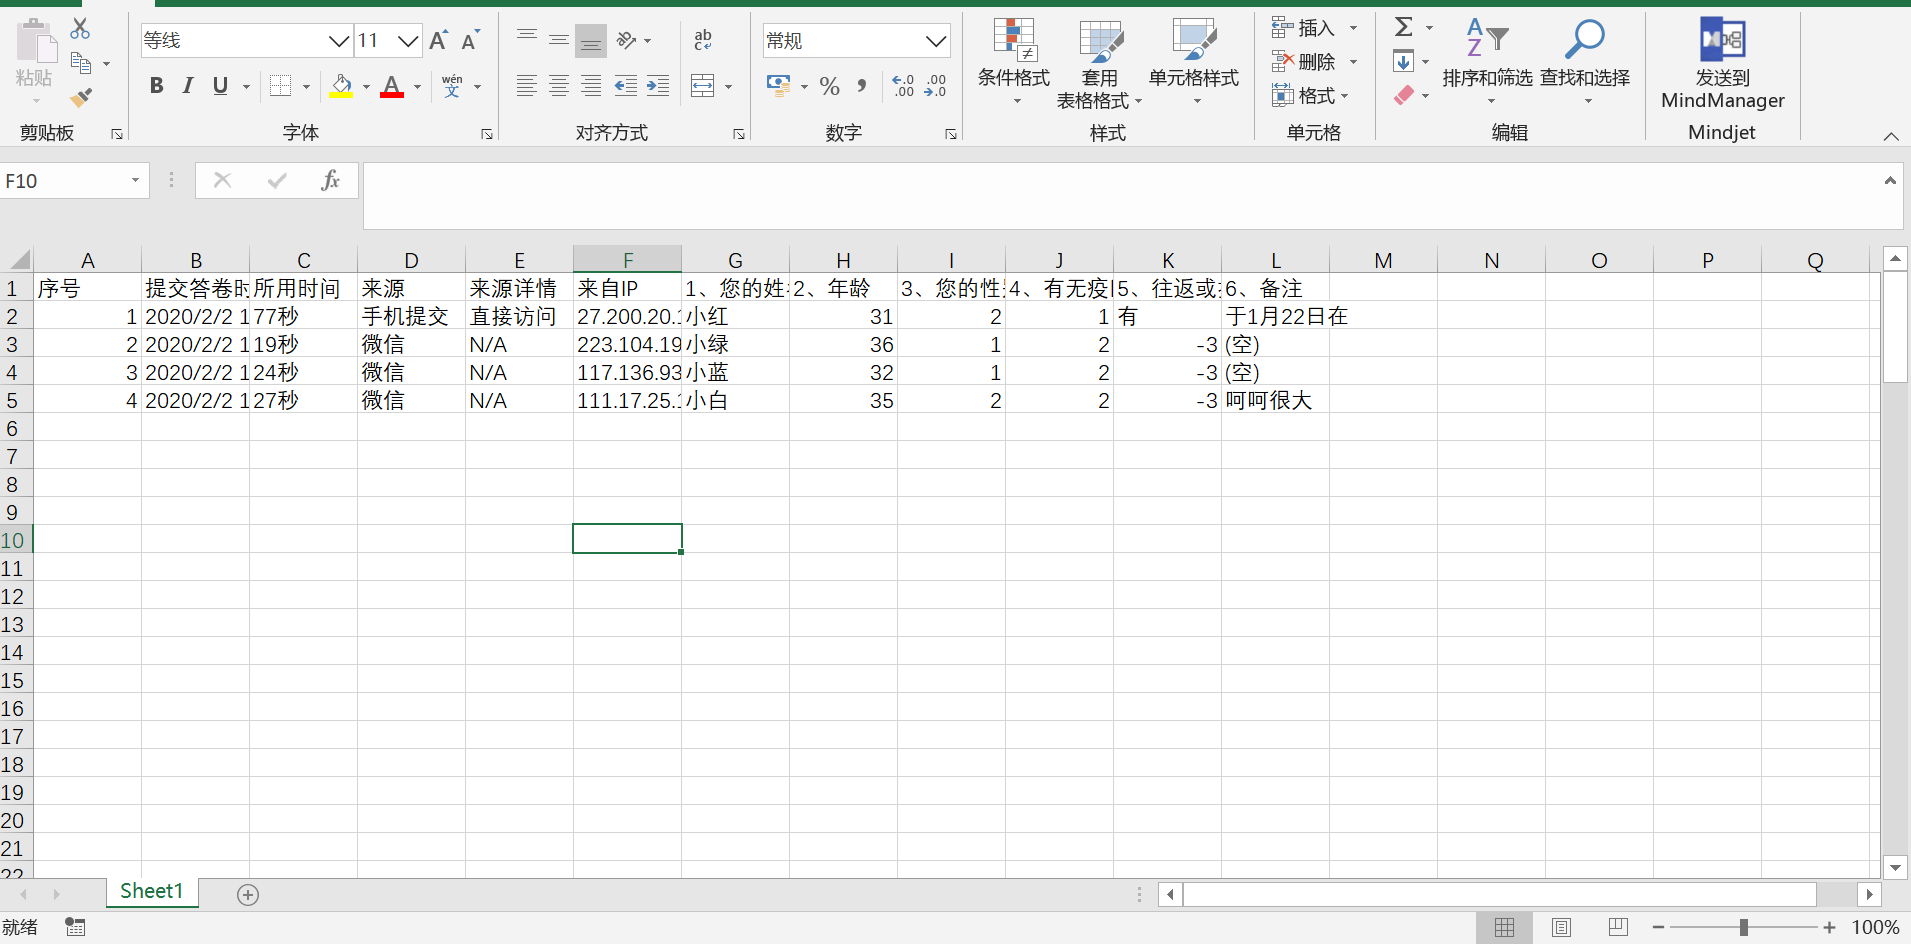 等线 11 A A ab c 常规 插入 Σ
粘贴 B I U wén 文 % , .0 .00 .00 .0 条件格式 套用 表格格式 单元格样式 删除 格式 A Z 排序和筛选 查找和选择 发送到 MindManager
剪贴板 字体 对齐方式 数字 样式 单元格 编辑 Mindjet
F10 fx
A B C D E F G H I J K L M N O P Q
1 序号 提交答卷时 所用时间 来源 来源详情 来自IP 1、您的姓 2、年龄 3、您的性 4、有无疫 5、往返或 6、备注
2 1 2020/2/2 1 77秒 手机提交 直接访问 27.200.20.1 小红 31 2 1 有 于1月22日在
3 2 2020/2/2 1 19秒 微信 N/A 223.104.19 小绿 36 1 2 -3 (空)
4 3 2020/2/2 1 24秒 微信 N/A 117.136.93 小蓝 32 1 2 -3 (空)
5 4 2020/2/2 1 27秒 微信 N/A 111.17.25.1 小白 35 2 2 -3 呵呵很大
6
7
8
9
10
11
12
13
14
15
16
17
18
19
20
21
22
Sheet1
就绪 100%